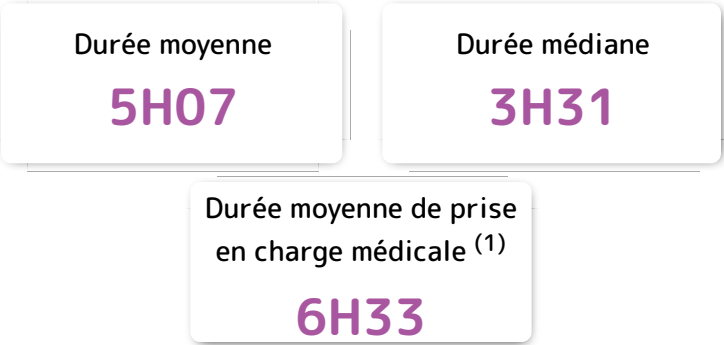 Durée moyenne
5H07
Durée médiane
3H31
Durée moyenne de prise
en charge médicale (1)
6H33